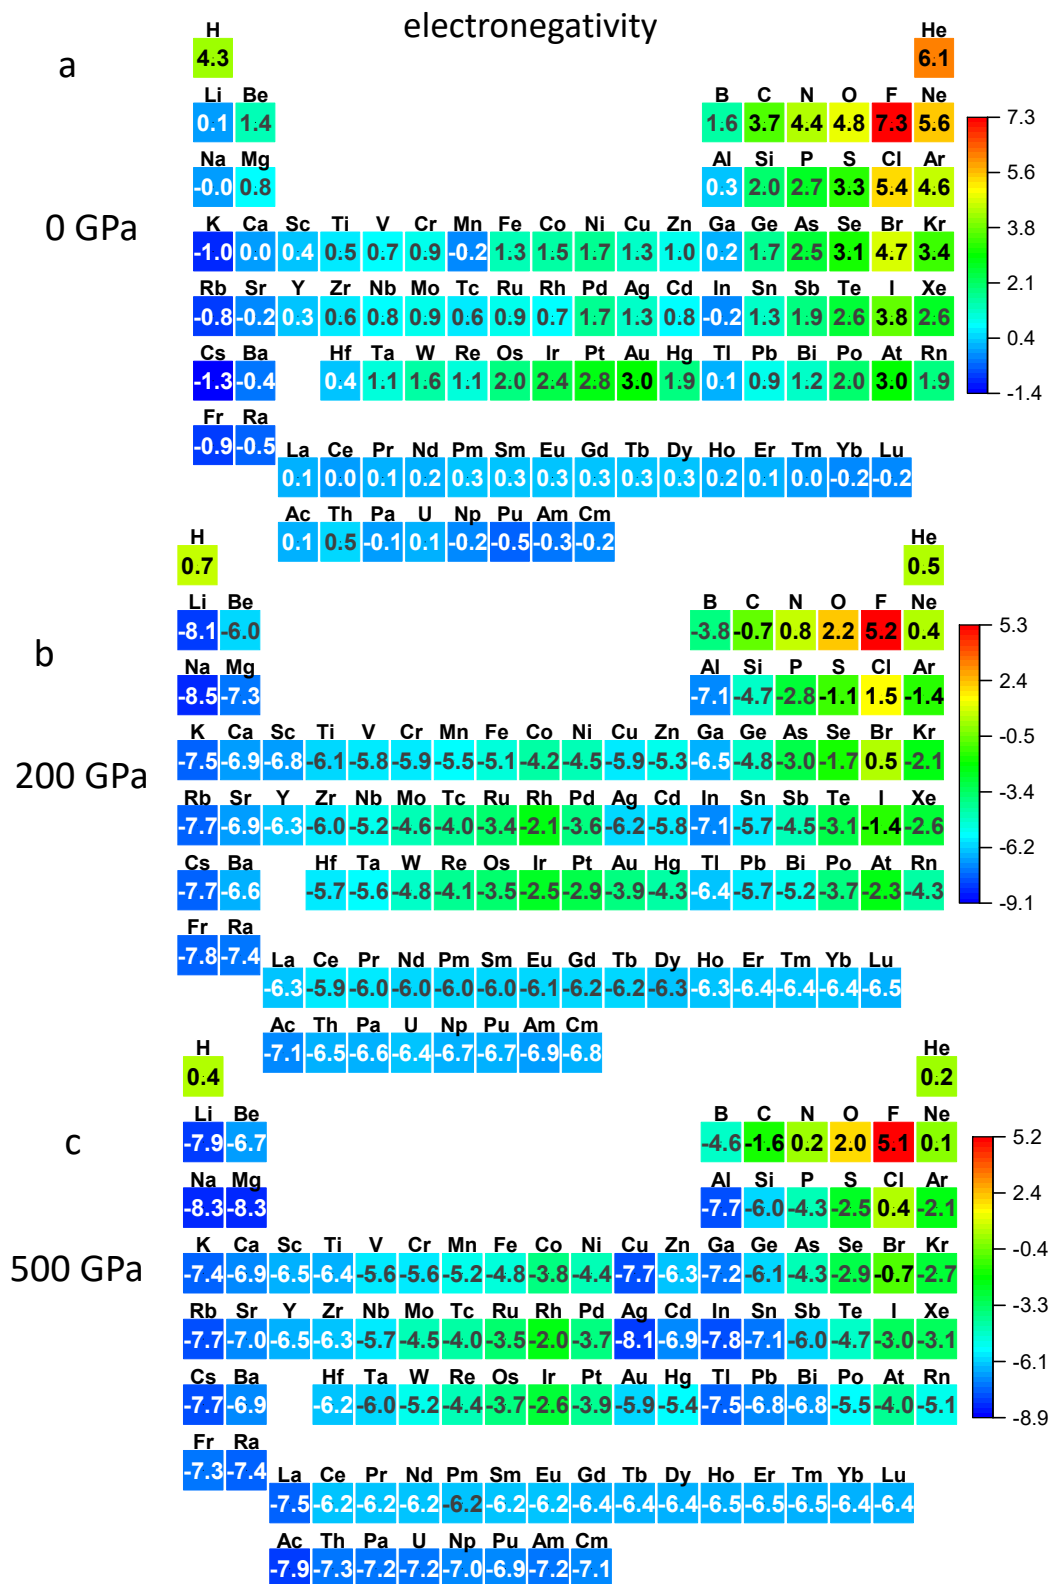 electronegativity
a
H He
4.3 6.1
Li Be B C N O F Ne
0.1 1.4 1.6 3.7 4.4 4.8 7.3 5.6
7.3
5.6
3.8
2.1
0.4
-1.4
Na Mg Al Si P S Cl Ar
-0.0 0.8 0.3 2.0 2.7 3.3 5.4 4.6
0 GPa
K Ca Sc Ti V Cr Mn Fe Co Ni Cu Zn Ga Ge As Se Br Kr
-1.0 0.0 0.4 0.5 0.7 0.9 -0.2 1.3 1.5 1.7 1.3 1.0 0.2 1.7 2.5 3.1 4.7 3.4
Rb Sr Y Zr Nb Mo Tc Ru Rh Pd Ag Cd In Sn Sb Te I Xe
-0.8 -0.2 0.3 0.6 0.8 0.9 0.6 0.9 0.7 1.7 1.3 0.8 -0.2 1.3 1.9 2.6 3.8 2.6
Cs Ba Hf Ta W Re Os Ir Pt Au Hg Tl Pb Bi Po At Rn
-1.3 -0.4 0.4 1.1 1.6 1.1 2.0 2.4 2.8 3.0 1.9 0.1 0.9 1.2 2.0 3.0 1.9
Fr Ra
-0.9 -0.5
La Ce Pr Nd Pm Sm Eu Gd Tb Dy Ho Er Tm Yb Lu
0.1 0.0 0.1 0.2 0.3 0.3 0.3 0.3 0.3 0.3 0.2 0.1 0.0 -0.2 -0.2
Ac Th Pa U Np Pu Am Cm
0.1 0.5 -0.1 0.1 -0.2 -0.5 -0.3 -0.2
b
H He
0.7 0.5
Li Be B C N O F Ne
-8.1 -6.0 -3.8 -0.7 0.8 2.2 5.2 0.4
5.3
2.4
-0.5
-3.4
-6.2
-9.1
Na Mg Al Si P S Cl Ar
-8.5 -7.3 -7.1 -4.7 -2.8 -1.1 1.5 -1.4
200 GPa
K Ca Sc Ti V Cr Mn Fe Co Ni Cu Zn Ga Ge As Se Br Kr
-7.5 -6.9 -6.8 -6.1 -5.8 -5.9 -5.5 -5.1 -4.2 -4.5 -5.9 -5.3 -6.5 -4.8 -3.0 -1.7 0.5 -2.1
Rb Sr Y Zr Nb Mo Tc Ru Rh Pd Ag Cd In Sn Sb Te I Xe
-7.7 -6.9 -6.3 -6.0 -5.2 -4.6 -4.0 -3.4 -2.1 -3.6 -6.2 -5.8 -7.1 -5.7 -4.5 -3.1 -1.4 -2.6
Cs Ba Hf Ta W Re Os Ir Pt Au Hg Tl Pb Bi Po At Rn
-7.7 -6.6 -5.7 -5.6 -4.8 -4.1 -3.5 -2.5 -2.9 -3.9 -4.3 -6.4 -5.7 -5.2 -3.7 -2.3 -4.3
Fr Ra
-7.8 -7.4
La Ce Pr Nd Pm Sm Eu Gd Tb Dy Ho Er Tm Yb Lu
-6.3 -5.9 -6.0 -6.0 -6.0 -6.0 -6.1 -6.2 -6.2 -6.3 -6.3 -6.4 -6.4 -6.4 -6.5
Ac Th Pa U Np Pu Am Cm
-7.1 -6.5 -6.6 -6.4 -6.7 -6.7 -6.9 -6.8
c
H He
0.4 0.2
Li Be B C N O F Ne
-7.9 -6.7 -4.6 -1.6 0.2 2.0 5.1 0.1
5.2
2.4
-0.4
-3.3
-6.1
-8.9
Na Mg Al Si P S Cl Ar
-8.3 -8.3 -7.7 -6.0 -4.3 -2.5 0.4 -2.1
500 GPa
K Ca Sc Ti V Cr Mn Fe Co Ni Cu Zn Ga Ge As Se Br Kr
-7.4 -6.9 -6.5 -6.4 -5.6 -5.6 -5.2 -4.8 -3.8 -4.4 -7.7 -6.3 -7.2 -6.1 -4.3 -2.9 -0.7 -2.7
Rb Sr Y Zr Nb Mo Tc Ru Rh Pd Ag Cd In Sn Sb Te I Xe
-7.7 -7.0 -6.5 -6.3 -5.7 -4.5 -4.0 -3.5 -2.0 -3.7 -8.1 -6.9 -7.8 -7.1 -6.0 -4.7 -3.0 -3.1
Cs Ba Hf Ta W Re Os Ir Pt Au Hg Tl Pb Bi Po At Rn
-7.7 -6.9 -6.2 -6.0 -5.2 -4.4 -3.7 -2.6 -3.9 -5.9 -5.4 -7.5 -6.8 -6.8 -5.5 -4.0 -5.1
Fr Ra
-7.3 -7.4
La Ce Pr Nd Pm Sm Eu Gd Tb Dy Ho Er Tm Yb Lu
-7.5 -6.2 -6.2 -6.2 -6.2 -6.2 -6.2 -6.4 -6.4 -6.4 -6.5 -6.5 -6.5 -6.4 -6.4
Ac Th Pa U Np Pu Am Cm
-7.9 -7.3 -7.2 -7.2 -7.0 -6.9 -7.2 -7.1